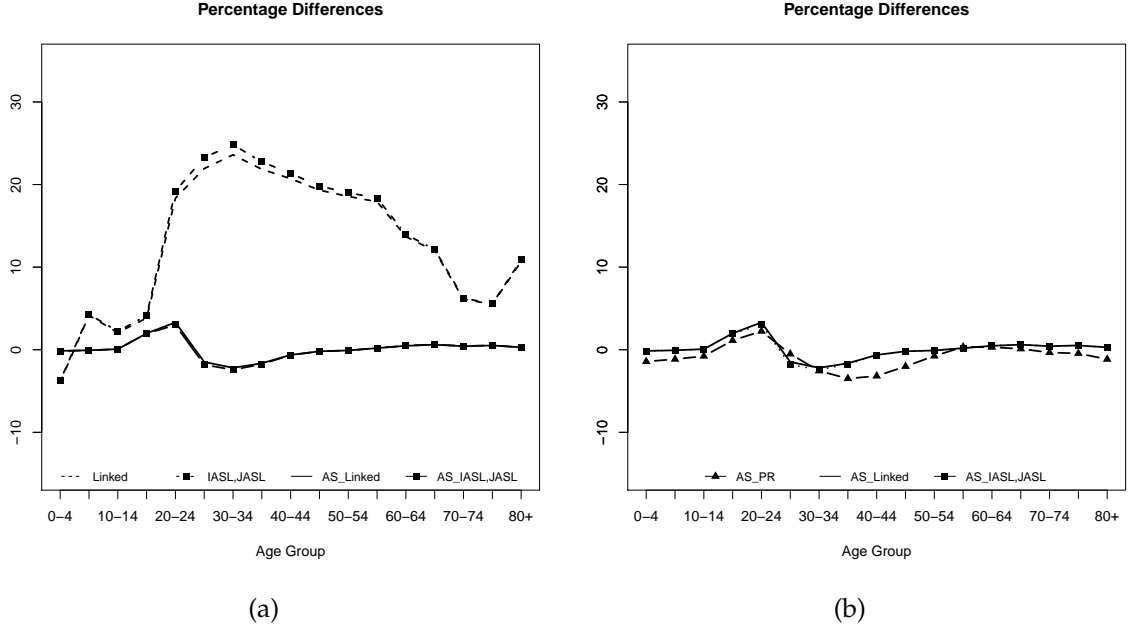 Percentage Differences
30
20
10
0
−10
Linked IASL,JASL AS_Linked AS_IASL,JASL
0−4 10−14 20−24 30−34 40−44 50−54 60−64 70−74 80+
Age Group
(a)
Percentage Differences
30
20
10
0
−10
AS_PR AS_Linked AS_IASL,JASL
0−4 10−14 20−24 30−34 40−44 50−54 60−64 70−74 80+
Age Group
(b)